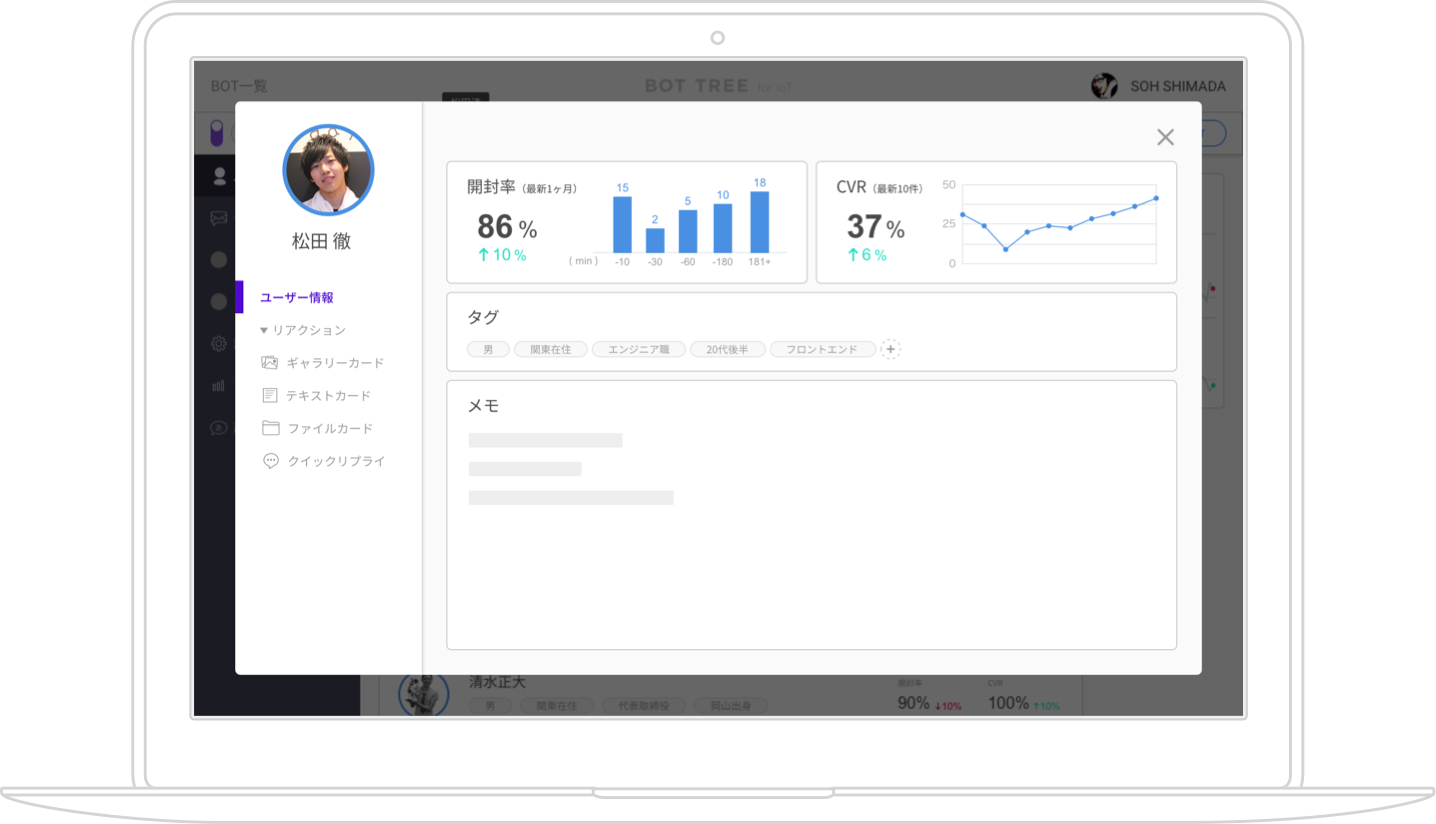 BOT一覧
BOT TREE for IoT
SOH SHIMADA
松田 徹
ユーザー情報
▼ リアクション
ギャラリーカード
テキストカード
ファイルカード
クイックリプライ
開封率（最新1ヶ月）
86 %
↑ 10 %
15 2 5 10 18
( min ) -10 -30 -60 -180 181+
CVR（最新10件）
37 %
↑ 6 %
50
25
0
タグ
男 関東在住 エンジニア職 20代後半 フロントエンド +
メモ
清水正大
男 関東在住 代表取締役 岡山出身
開封率 CVR
90% ↓10% 100% ↑10%